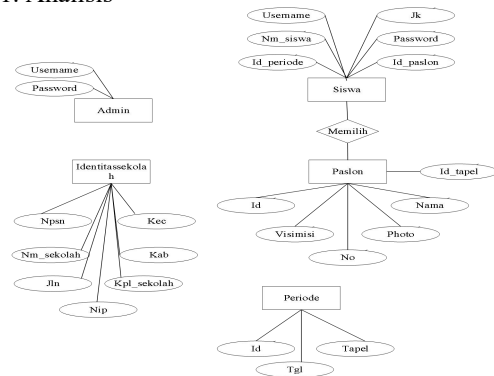 1. Analisis
Username
Jk
Nm_siswa
Password
Id_periode
Id_paslon
Siswa
Username
Password
Admin
Memilih
Identitassekola
h
Paslon
Id_tapel
Npsn
Kec
Id
Nama
Nm_sekolah
Kab
Visimisi
Photo
Jln
Kpl_sekolah
No
Nip
Periode
Id
Tapel
Tgl